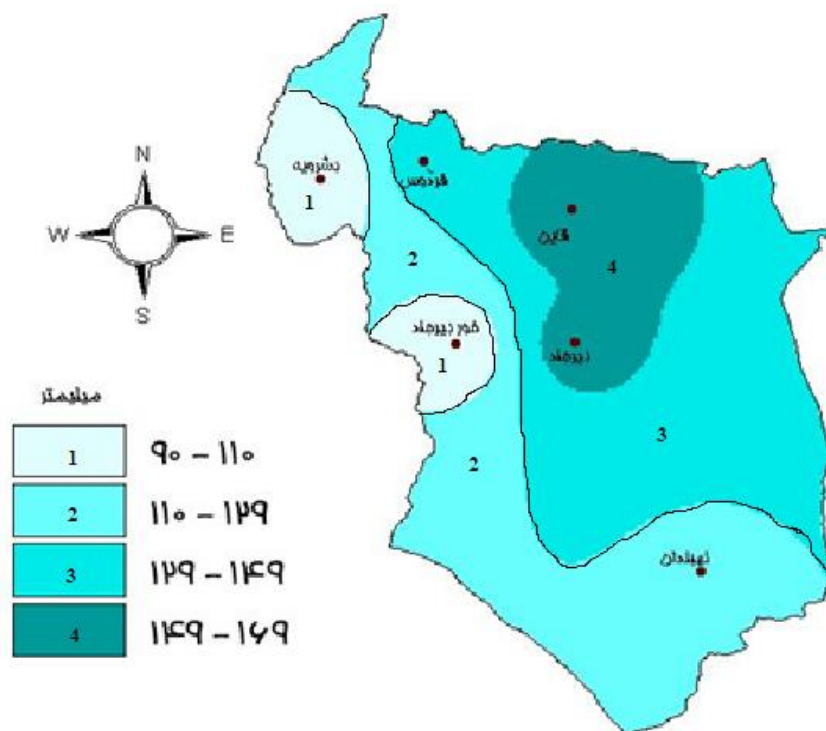 N
W E
S
بشرویه
1
فردوس
قاین
2
4
خور بیرجند
1
بیرجند
3
2
نهبندان
میلیمتر
1 ۹۰ - ۱۱۰
2 ۱۱۰ - ۱۲۹
3 ۱۲۹ - ۱۴۹
4 ۱۴۹ - ۱۶۹